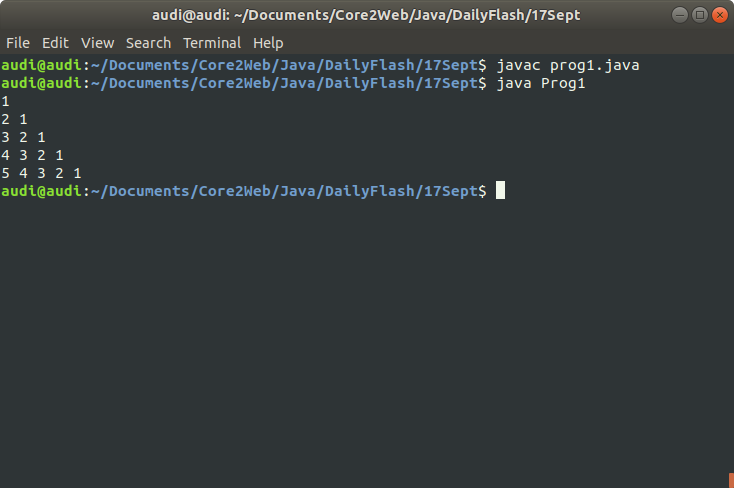 audi@audi: ~/Documents/Core2Web/Java/DailyFlash/17Sept
File Edit View Search Terminal Help
audi@audi:~/Documents/Core2Web/Java/DailyFlash/17Sept$ javac prog1.java
audi@audi:~/Documents/Core2Web/Java/DailyFlash/17Sept$ java Prog1
1
2 1
3 2 1
4 3 2 1
5 4 3 2 1
audi@audi:~/Documents/Core2Web/Java/DailyFlash/17Sept$